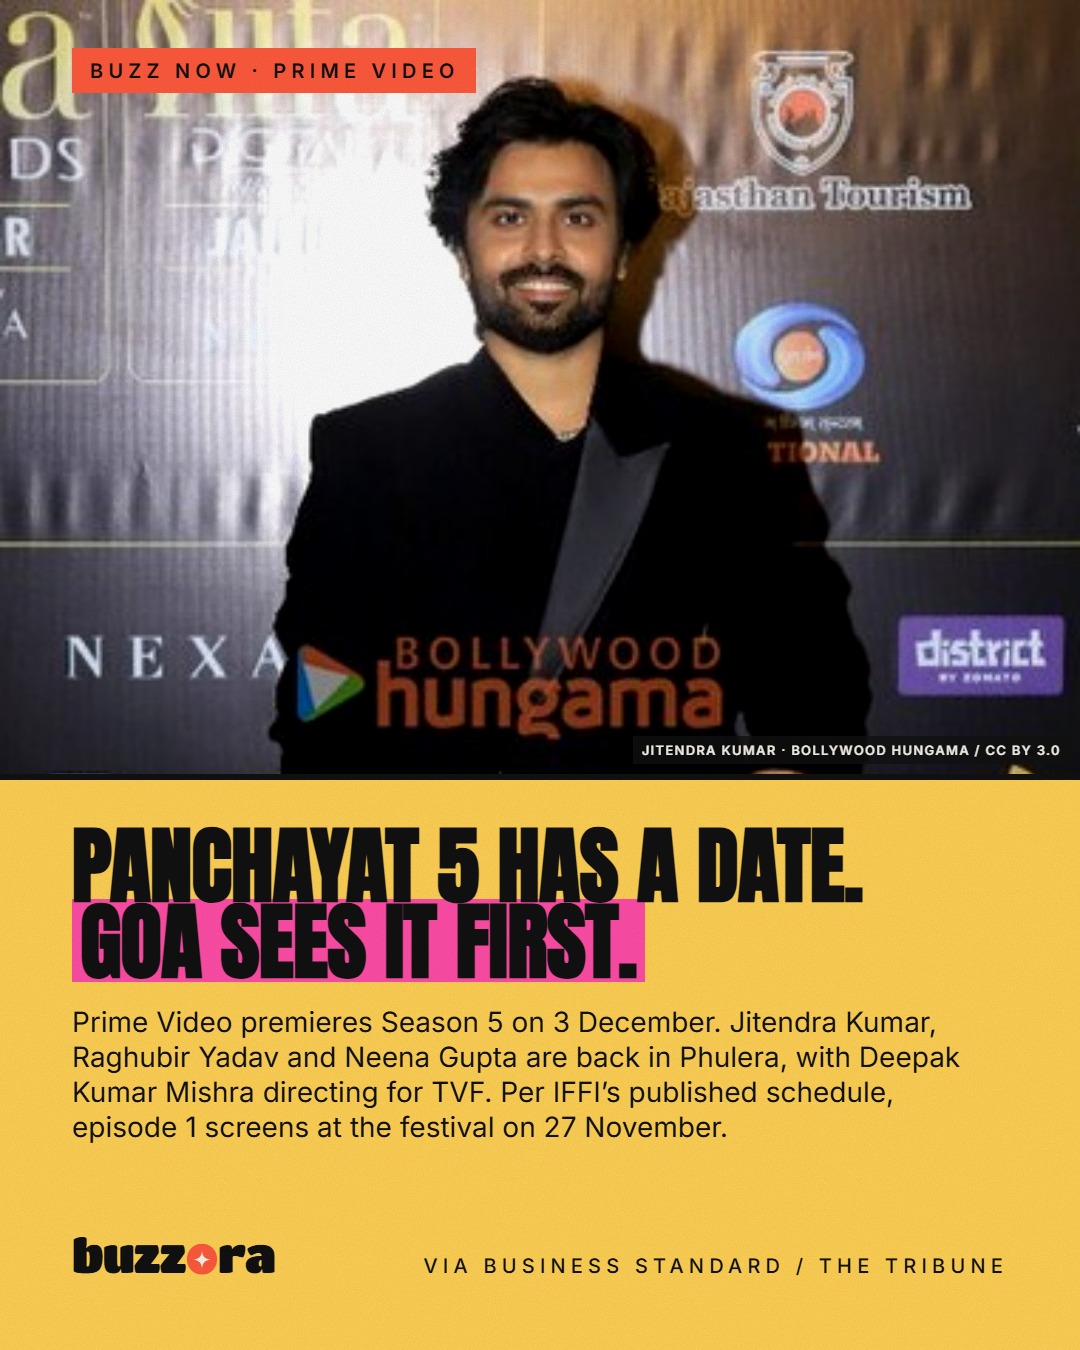 BUZZ NOW · PRIME VIDEO
DS
R
A
Rajasthan Tourism
TIONAL
NEXA
district
BY ZOMATO
BOLLYWOOD
hungama
JITENDRA KUMAR · BOLLYWOOD HUNGAMA / CC BY 3.0
PANCHAYAT 5 HAS A DATE.
GOA SEES IT FIRST.
Prime Video premieres Season 5 on 3 December. Jitendra Kumar,
Raghubir Yadav and Neena Gupta are back in Phulera, with Deepak
Kumar Mishra directing for TVF. Per IFFI’s published schedule,
episode 1 screens at the festival on 27 November.
buzzora
VIA BUSINESS STANDARD / THE TRIBUNE